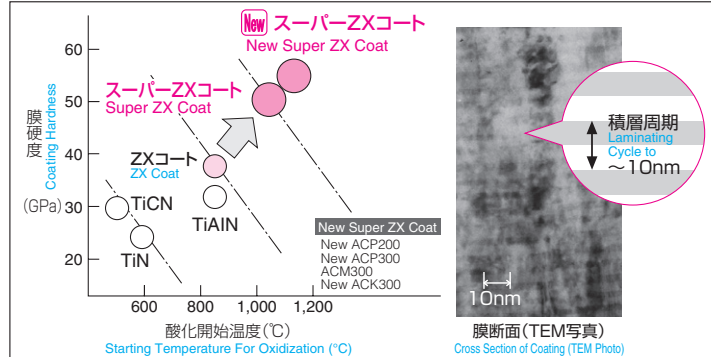 New スーパーZXコート
New Super ZX Coat
スーパーZXコート
Super ZX Coat
ZXコート
ZX Coat
TiCN
TiN
TiAlN
膜硬度
Coating Hardness
(GPa)
60
50
40
30
20
600
800
1,000
1,200
酸化開始温度(℃)
Starting Temperature For Oxidization (°C)
New Super ZX Coat
New ACP200
New ACP300
ACM300
New ACK300
積層周期
Laminating
Cycle to
～10nm
10nm
膜断面(TEM写真)
Cross Section of Coating (TEM Photo)